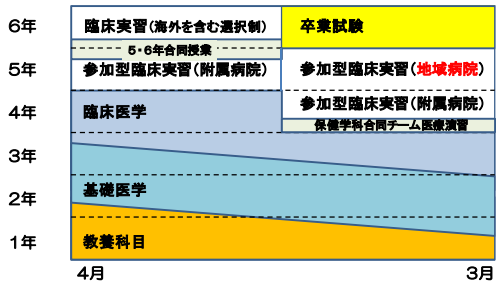 6年
臨床実習（海外を含む選択制）
卒業試験
5・6年合同授業
5年
参加型臨床実習（附属病院）
参加型臨床実習（地域病院）
参加型臨床実習（附属病院）
4年
臨床医学
保健学科合同チーム医療演習
3年
2年
基礎医学
1年
教養科目
4月
3月